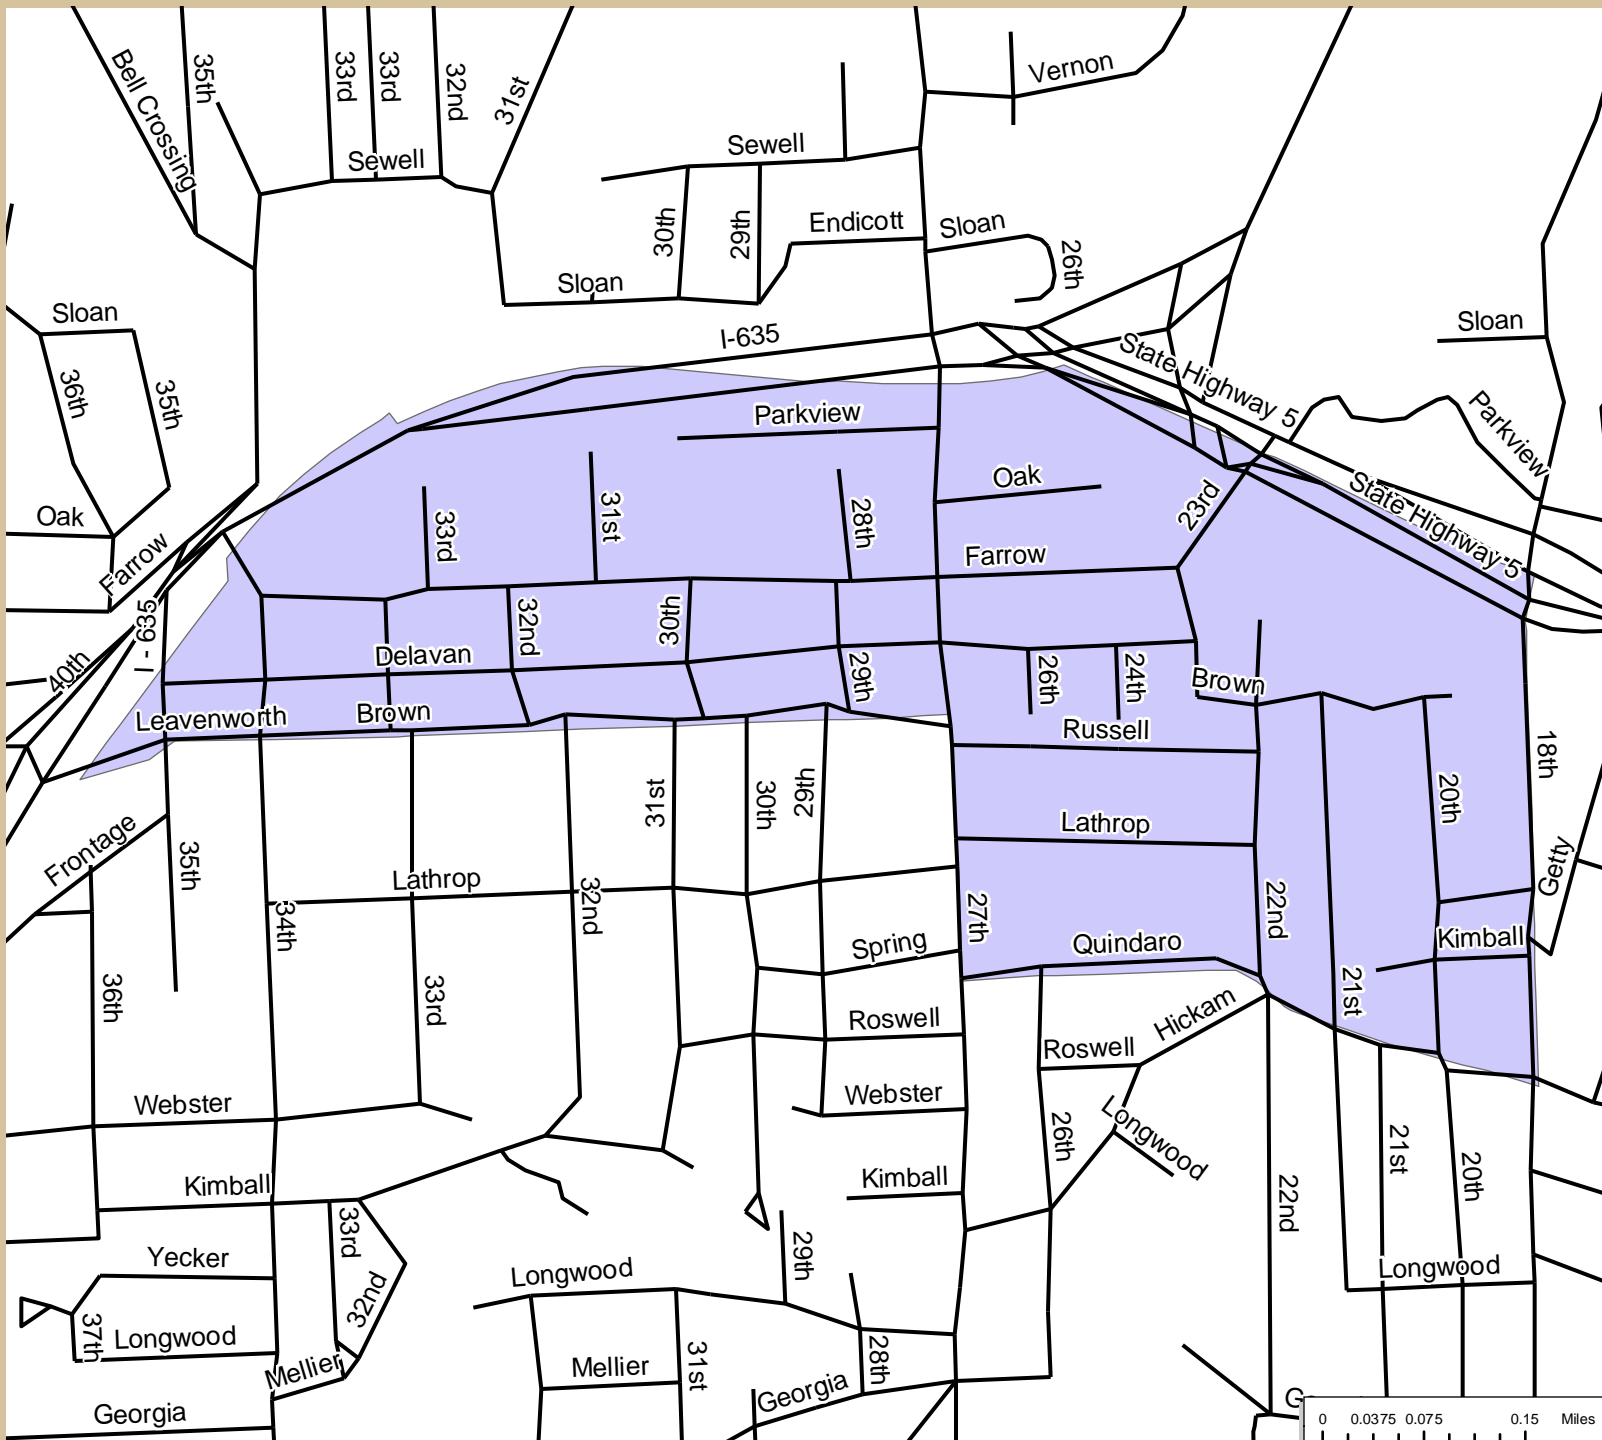 Bell Crossing
35th
33rd
33rd
32nd
31st
Vernon
Sewell
Sewell
30th
29th
Endicott
Sloan
26th
Sloan
Sloan
I-635
State Highway 5
Sloan
36th
35th
Parkview
Parkview
Oak
Farrow
33rd
31st
28th
Oak
23rd
State Highway 5
Farrow
I - 635
40th
32nd
30th
Delavan
29th
26th
24th
Brown
Leavenworth
Brown
Russell
18th
31st
30th
29th
20th
Lathrop
Frontage
35th
Lathrop
32nd
34th
27th
22nd
Getty
Spring
Quindaro
Kimball
36th
33rd
21st
Roswell
Roswell
Hickam
Webster
Webster
26th
Longwood
21st
20th
Kimball
Kimball
22nd
33rd
Yecker
29th
32nd
Longwood
Longwood
37th
Longwood
Mellier
Mellier
31st
28th
Georgia
Georgia
0 0.0375 0.075 0.15 Miles